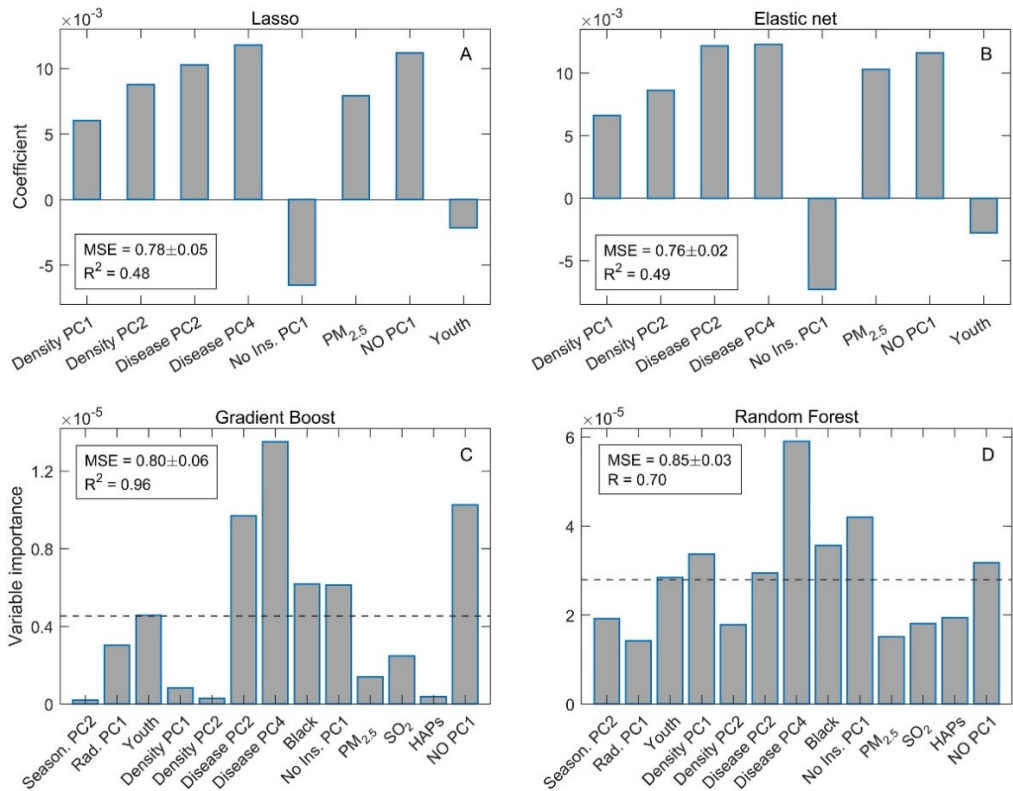 ×10⁻³
Lasso
A
10
5
0
-5
Coefficient
MSE = 0.78±0.05
R² = 0.48
Density PC1
Density PC2
Disease PC2
Disease PC4
No Ins. PC1
PM₂.₅
NO PC1
Youth
×10⁻³
Elastic net
B
10
5
0
-5
MSE = 0.76±0.02
R² = 0.49
Density PC1
Density PC2
Disease PC2
Disease PC4
No Ins. PC1
PM₂.₅
NO PC1
Youth
×10⁻⁵
Gradient Boost
C
MSE = 0.80±0.06
R² = 0.96
1.2
0.8
0.4
0
Variable importance
Season. PC2
Rad. PC1
Youth
Density PC1
Density PC2
Disease PC2
Disease PC4
Black
No Ins. PC1
PM₂.₅
SO₂
HAPs
NO PC1
×10⁻⁵
Random Forest
D
MSE = 0.85±0.03
R = 0.70
6
4
2
0
Season. PC2
Rad. PC1
Youth
Density PC1
Density PC2
Disease PC2
Disease PC4
Black
No Ins. PC1
PM₂.₅
SO₂
HAPs
NO PC1